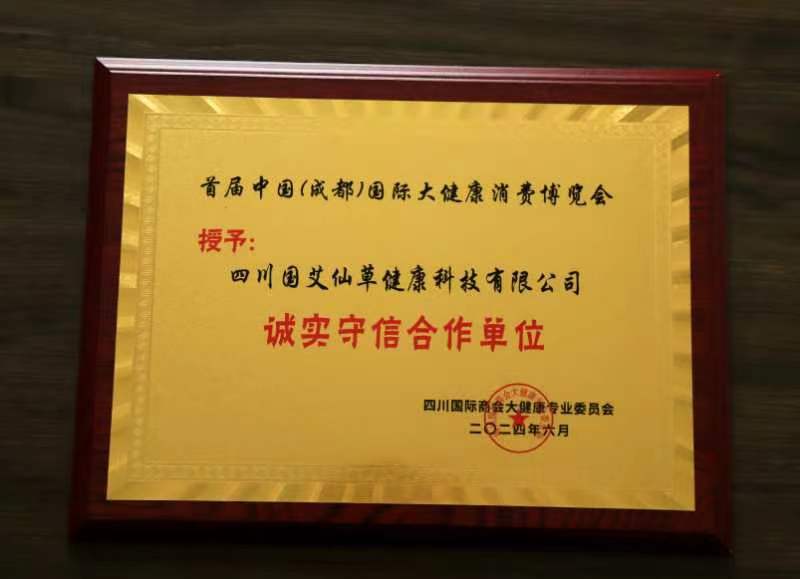 首届中国(成都)国际大健康消费博览会
授予:
四川国艾仙草健康科技有限公司
诚实守信合作单位
四川国际商会大健康专业委员会
二〇二四年六月